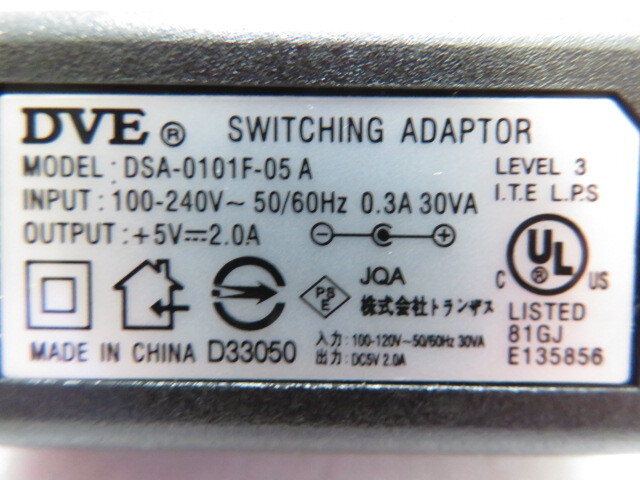 DVE ® SWITCHING ADAPTOR
MODEL : DSA-0101F-05 A
INPUT : 100-240V~ 50/60Hz 0.3A 30VA
OUTPUT : +5V⎓2.0A
LEVEL 3
I.T.E L.P.S
C UL ® US
LISTED
81GJ
E135856
PS
E
JQA
株式会社トランザス
入力:100-120V~50/60Hz 30VA
出力:DC5V 2.0A
MADE IN CHINA D33050